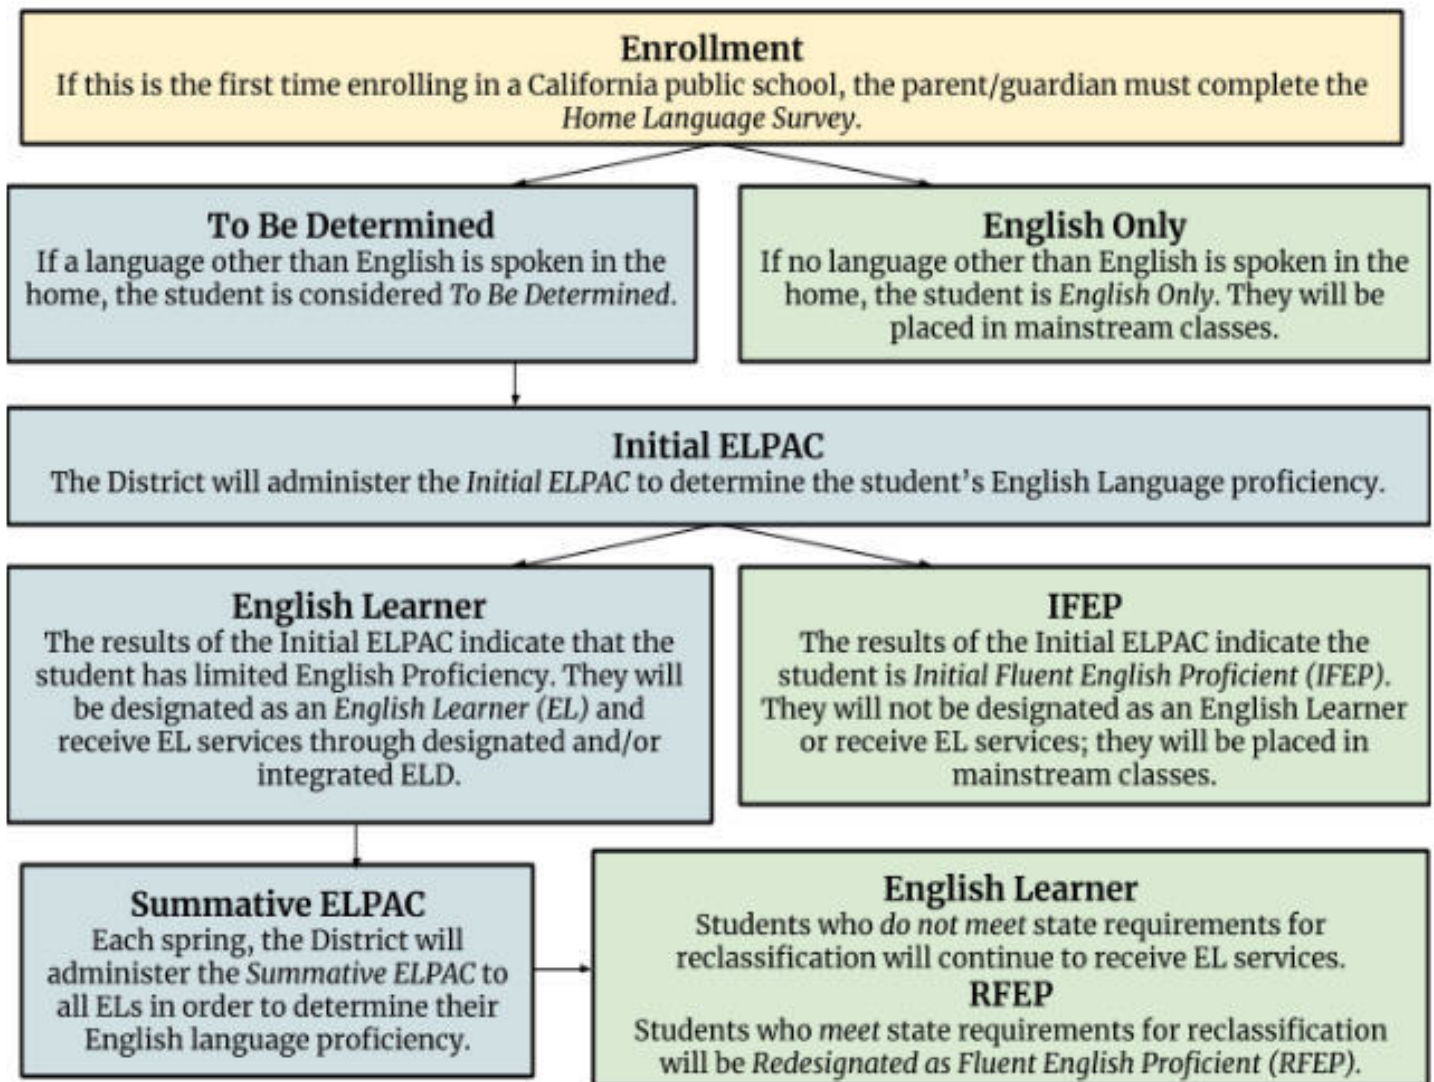 Enrollment
If this is the first time enrolling in a California public school, the parent/guardian must complete the
Home Language Survey.
To Be Determined
If a language other than English is spoken in the
home, the student is considered To Be Determined.
English Only
If no language other than English is spoken in the
home, the student is English Only. They will be
placed in mainstream classes.
Initial ELPAC
The District will administer the Initial ELPAC to determine the student's English Language proficiency.
English Learner
The results of the Initial ELPAC indicate that the
student has limited English Proficiency. They will
be designated as an English Learner (EL) and
receive EL services through designated and/or
integrated ELD.
IFEP
The results of the Initial ELPAC indicate the
student is Initial Fluent English Proficient (IFEP).
They will not be designated as an English Learner
or receive EL services; they will be placed in
mainstream classes.
Summative ELPAC
Each spring, the District will
administer the Summative ELPAC to
all ELs in order to determine their
English language proficiency.
English Learner
Students who do not meet state requirements for
reclassification will continue to receive EL services.
RFEP
Students who meet state requirements for reclassification
will be Redesignated as Fluent English Proficient (RFEP).